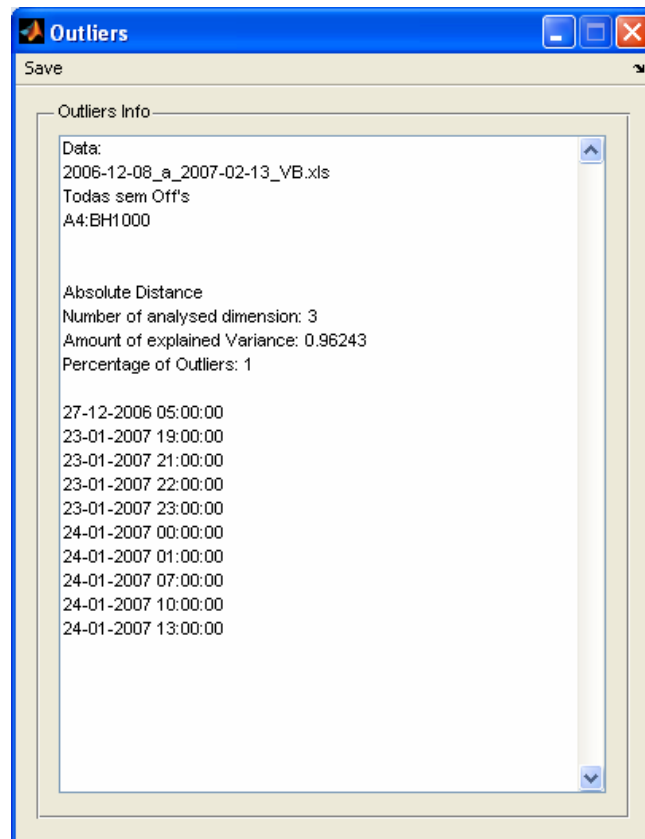 Outliers
Save
Outliers Info
Data:
2006-12-08_a_2007-02-13_VB.xls
Todas sem Off's
A4:BH1000
Absolute Distance
Number of analysed dimension: 3
Amount of explained Variance: 0.96243
Percentage of Outliers: 1
27-12-2006 05:00:00
23-01-2007 19:00:00
23-01-2007 21:00:00
23-01-2007 22:00:00
23-01-2007 23:00:00
24-01-2007 00:00:00
24-01-2007 01:00:00
24-01-2007 07:00:00
24-01-2007 10:00:00
24-01-2007 13:00:00